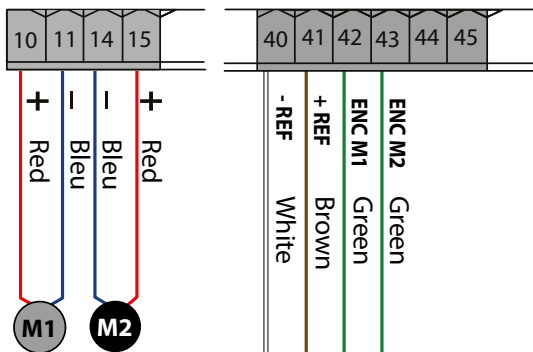 10 11 14 15
40 41 42 43 44 45
+ - - +
Red Bleu Bleu Red
- REF
+ REF
ENC M1
ENC M2
White
Brown
Green
Green
M1 M2